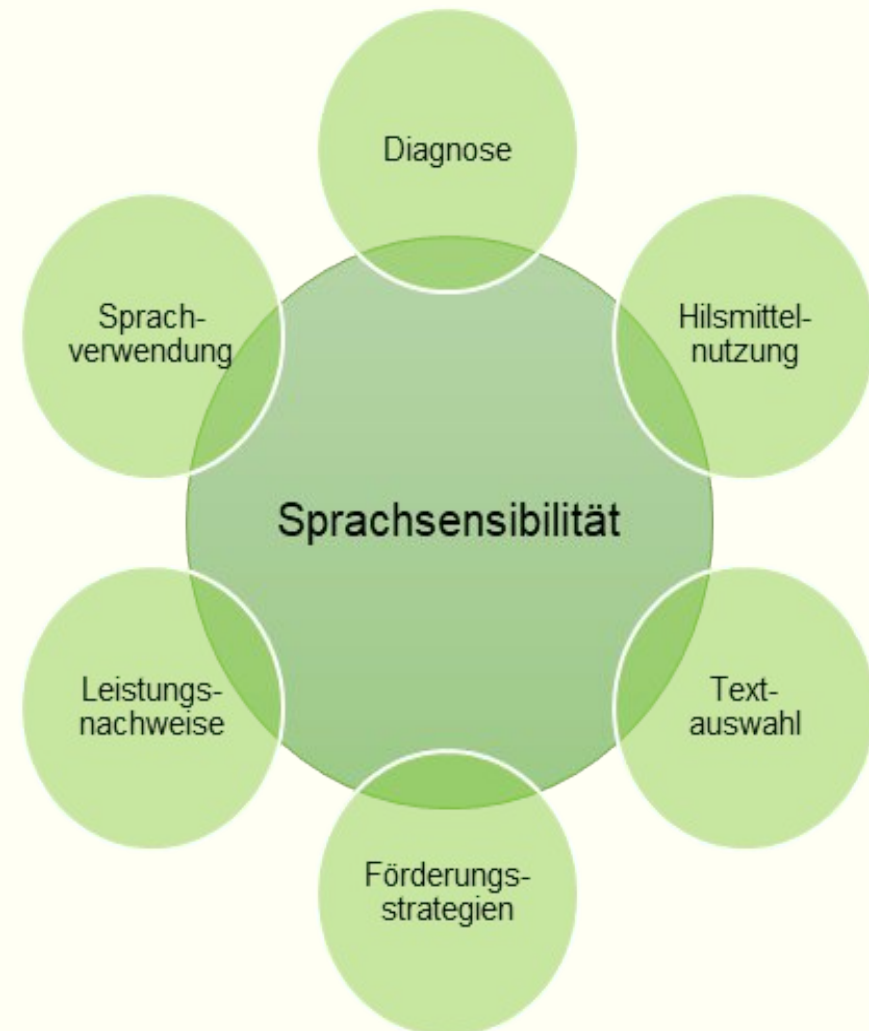 Diagnose
Hilsmittel-
nutzung
Text-
auswahl
Förderungs-
strategien
Leistungs-
nachweise
Sprach-
verwendung
Sprachsensibilität